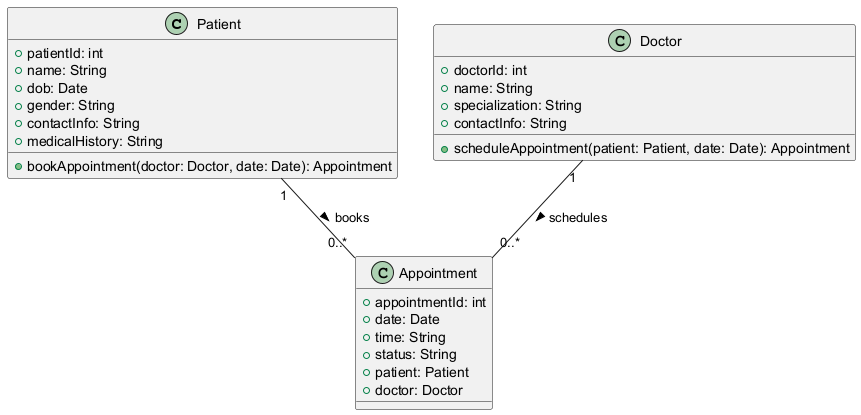 C Patient
patientId: int
name: String
dob: Date
gender: String
contactInfo: String
medicalHistory: String
bookAppointment(doctor: Doctor, date: Date): Appointment
C Doctor
doctorId: int
name: String
specialization: String
contactInfo: String
scheduleAppointment(patient: Patient, date: Date): Appointment
1
books
0..*
1
schedules
0..*
C Appointment
appointmentId: int
date: Date
time: String
status: String
patient: Patient
doctor: Doctor